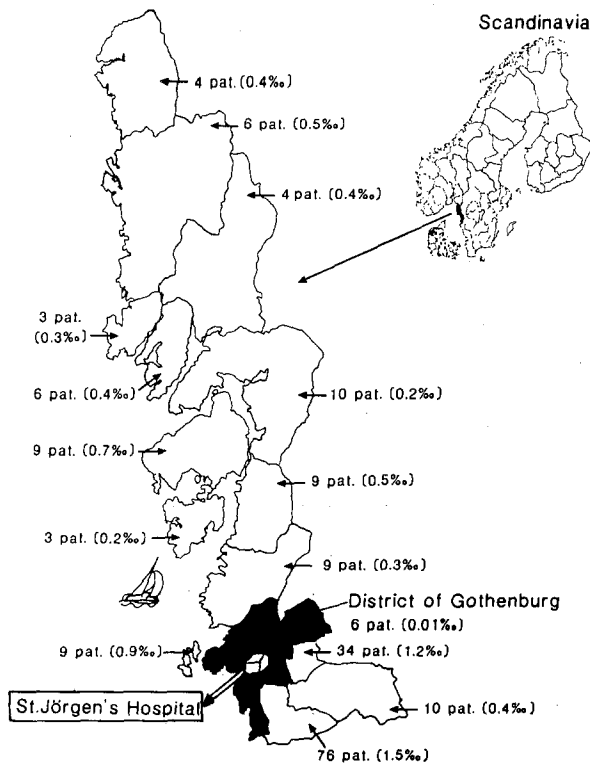 Scandinavia
4 pat. (0.4‰)
6 pat. (0.5‰)
4 pat. (0.4‰)
3 pat.
(0.3‰)
6 pat. (0.4‰)
10 pat. (0.2‰)
9 pat. (0.7‰)
9 pat. (0.5‰)
3 pat. (0.2‰)
9 pat. (0.3‰)
District of Gothenburg
6 pat. (0.01‰)
9 pat. (0.9‰)
34 pat. (1.2‰)
St.Jörgen's Hospital
10 pat. (0.4‰)
76 pat. (1.5‰)